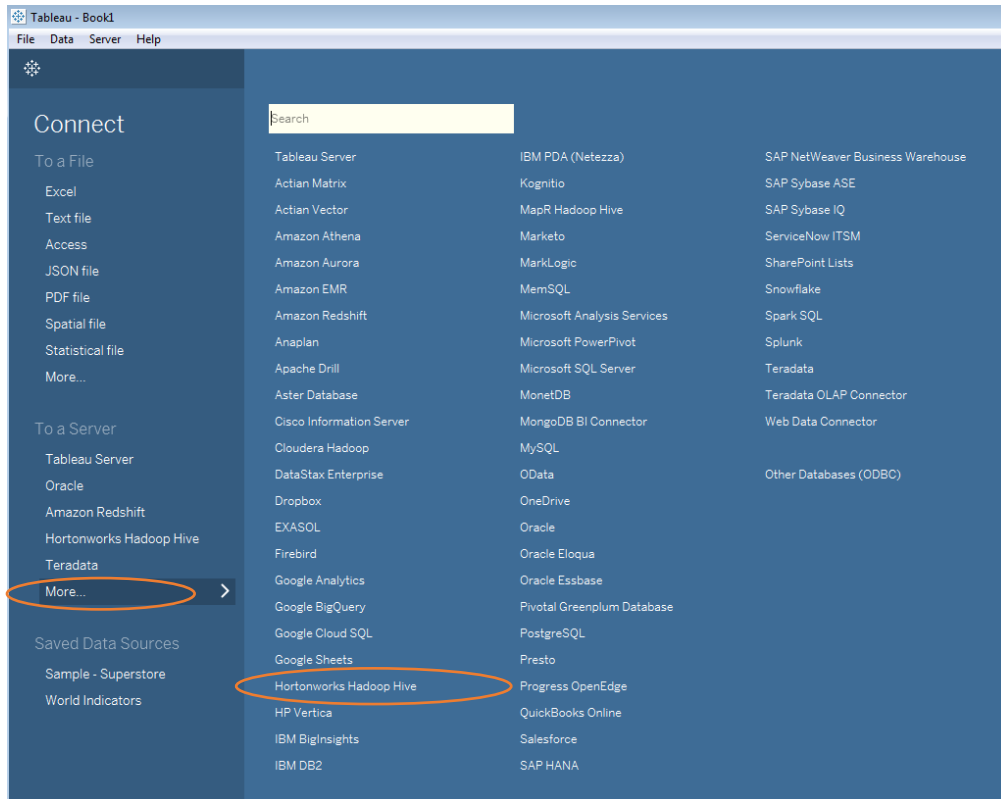 Tableau - Book1
File Data Server Help
Connect
To a File
Excel
Text file
Access
JSON file
PDF file
Spatial file
Statistical file
More...
To a Server
Tableau Server
Oracle
Amazon Redshift
Hortonworks Hadoop Hive
Teradata
More...
Saved Data Sources
Sample - Superstore
World Indicators
Search
Tableau Server
Actian Matrix
Actian Vector
Amazon Athena
Amazon Aurora
Amazon EMR
Amazon Redshift
Anaplan
Apache Drill
Aster Database
Cisco Information Server
Cloudera Hadoop
DataStax Enterprise
Dropbox
EXASOL
Firebird
Google Analytics
Google BigQuery
Google Cloud SQL
Google Sheets
Hortonworks Hadoop Hive
HP Vertica
IBM BigInsights
IBM DB2
IBM PDA (Netezza)
Kognitio
MapR Hadoop Hive
Marketo
MarkLogic
MemSQL
Microsoft Analysis Services
Microsoft PowerPivot
Microsoft SQL Server
MonetDB
MongoDB BI Connector
MySQL
OData
OneDrive
Oracle
Oracle Eloqua
Oracle Essbase
Pivotal Greenplum Database
PostgreSQL
Presto
Progress OpenEdge
QuickBooks Online
Salesforce
SAP HANA
SAP NetWeaver Business Warehouse
SAP Sybase ASE
SAP Sybase IQ
ServiceNow ITSM
SharePoint Lists
Snowflake
Spark SQL
Splunk
Teradata
Teradata OLAP Connector
Web Data Connector
Other Databases (ODBC)